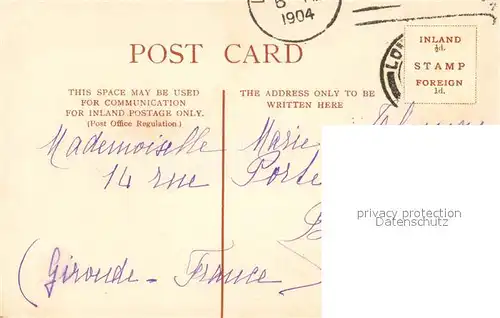 1904
POST CARD
INLAND
½d.
STAMP
FOREIGN
1d.
THIS SPACE MAY BE USED
FOR COMMUNICATION
FOR INLAND POSTAGE ONLY.
(Post Office Regulation.)
THE ADDRESS ONLY TO BE
WRITTEN HERE
Mademoiselle Marie
14 rue Porte
(Gironde - France
privacy protection
Datenschutz